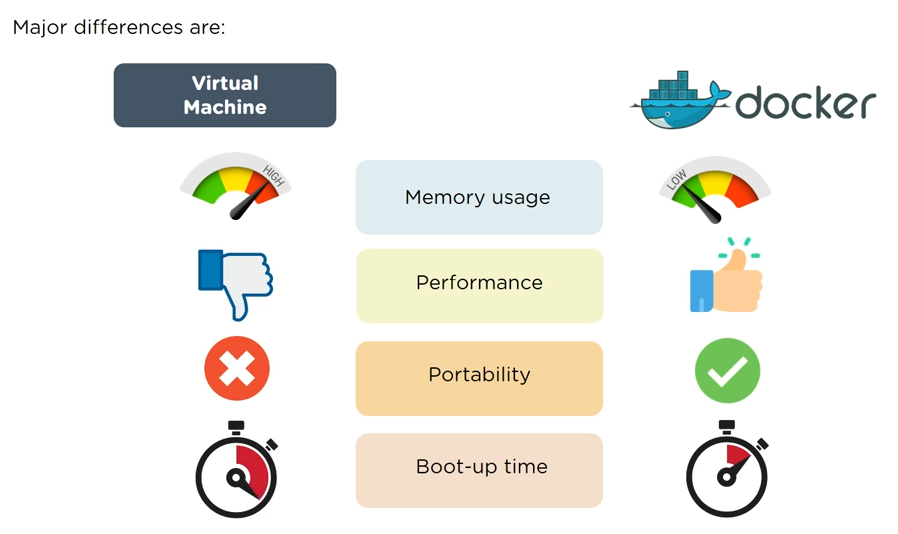 Major differences are:
Virtual
Machine
docker
HIGH
Memory usage
LOW
Performance
Portability
Boot-up time